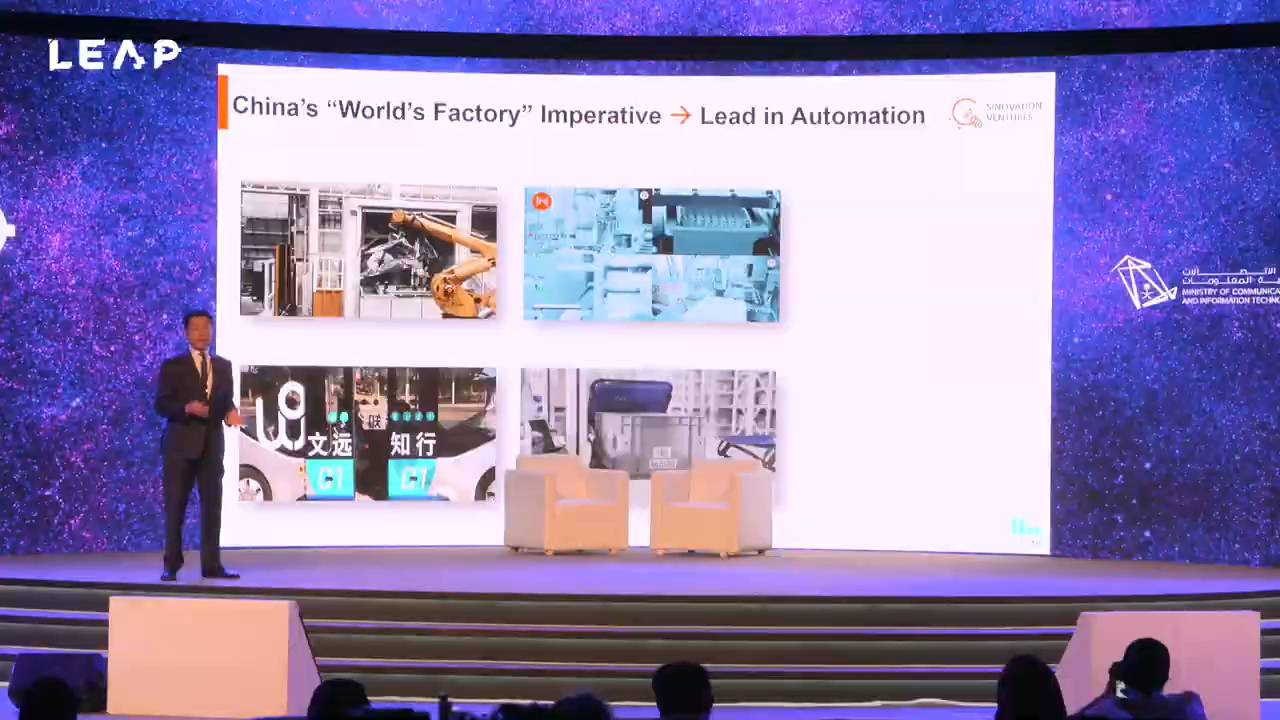 LEAP
China's “World's Factory” Imperative → Lead in Automation
SINOVATION
VENTURES
MINISTRY OF COMMUNICA
AND INFORMATION TECHNO
文远 知行
C1 C1